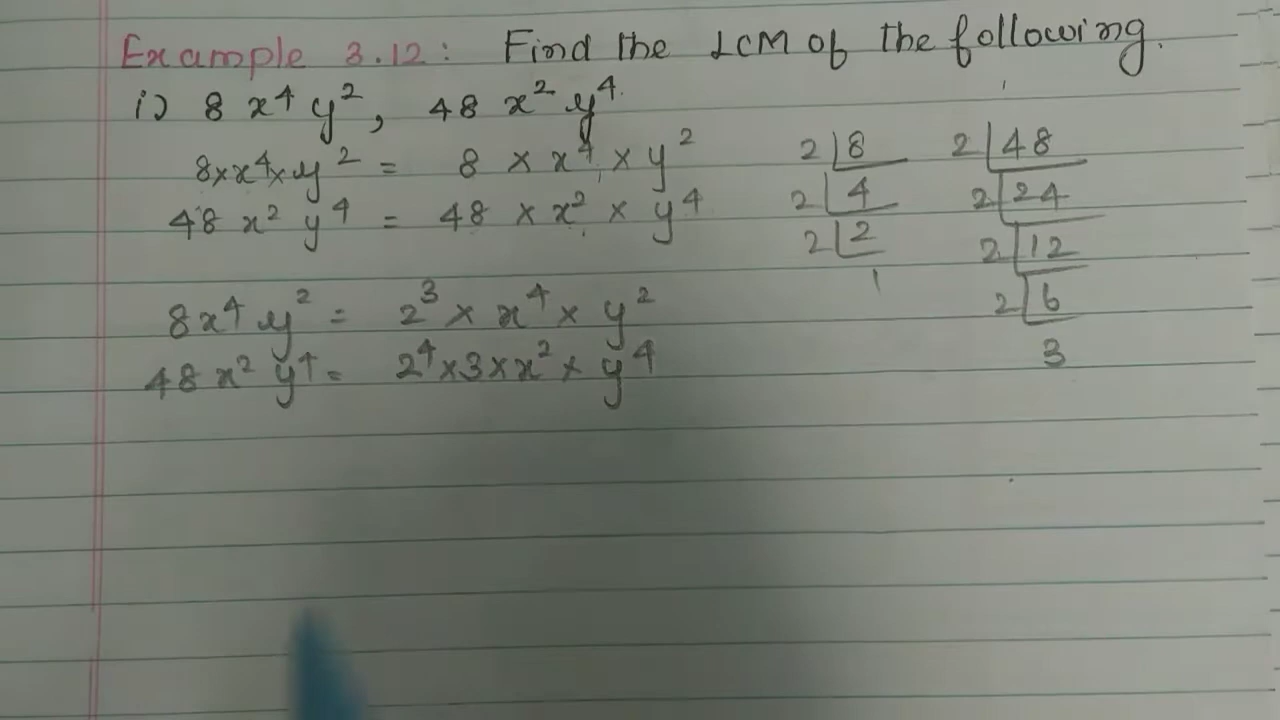 Example 3.12: Find the LCM of the following.
i) 8 x⁴ y², 48 x² y⁴.
8×x⁴×y² = 8 × x⁴ × y²
48 x² y⁴ = 48 × x² × y⁴
8x⁴ y² = 2³ × x⁴ × y²
48 x² y⁴ = 2⁴×3×x² × y⁴
2 | 8
2 | 4
2 | 2
1
2 | 48
2 | 24
2 | 12
2 | 6
3